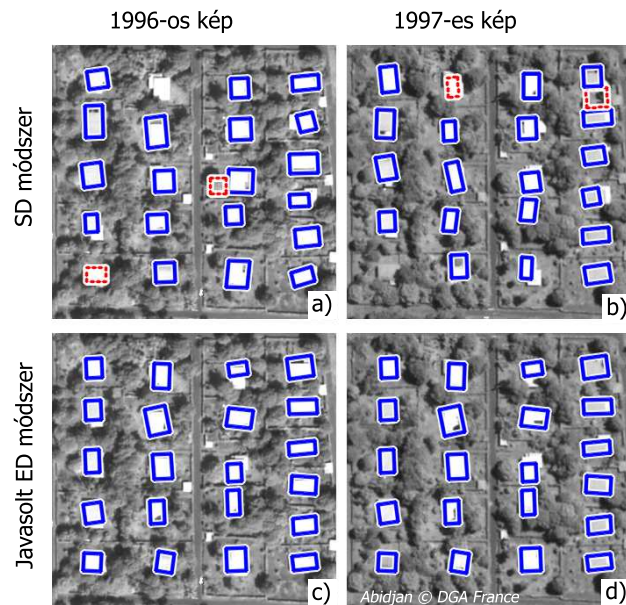 1996-os kép
1997-es kép
SD módszer
a)
b)
Javasolt ED módszer
c)
Abidjan © DGA France
d)